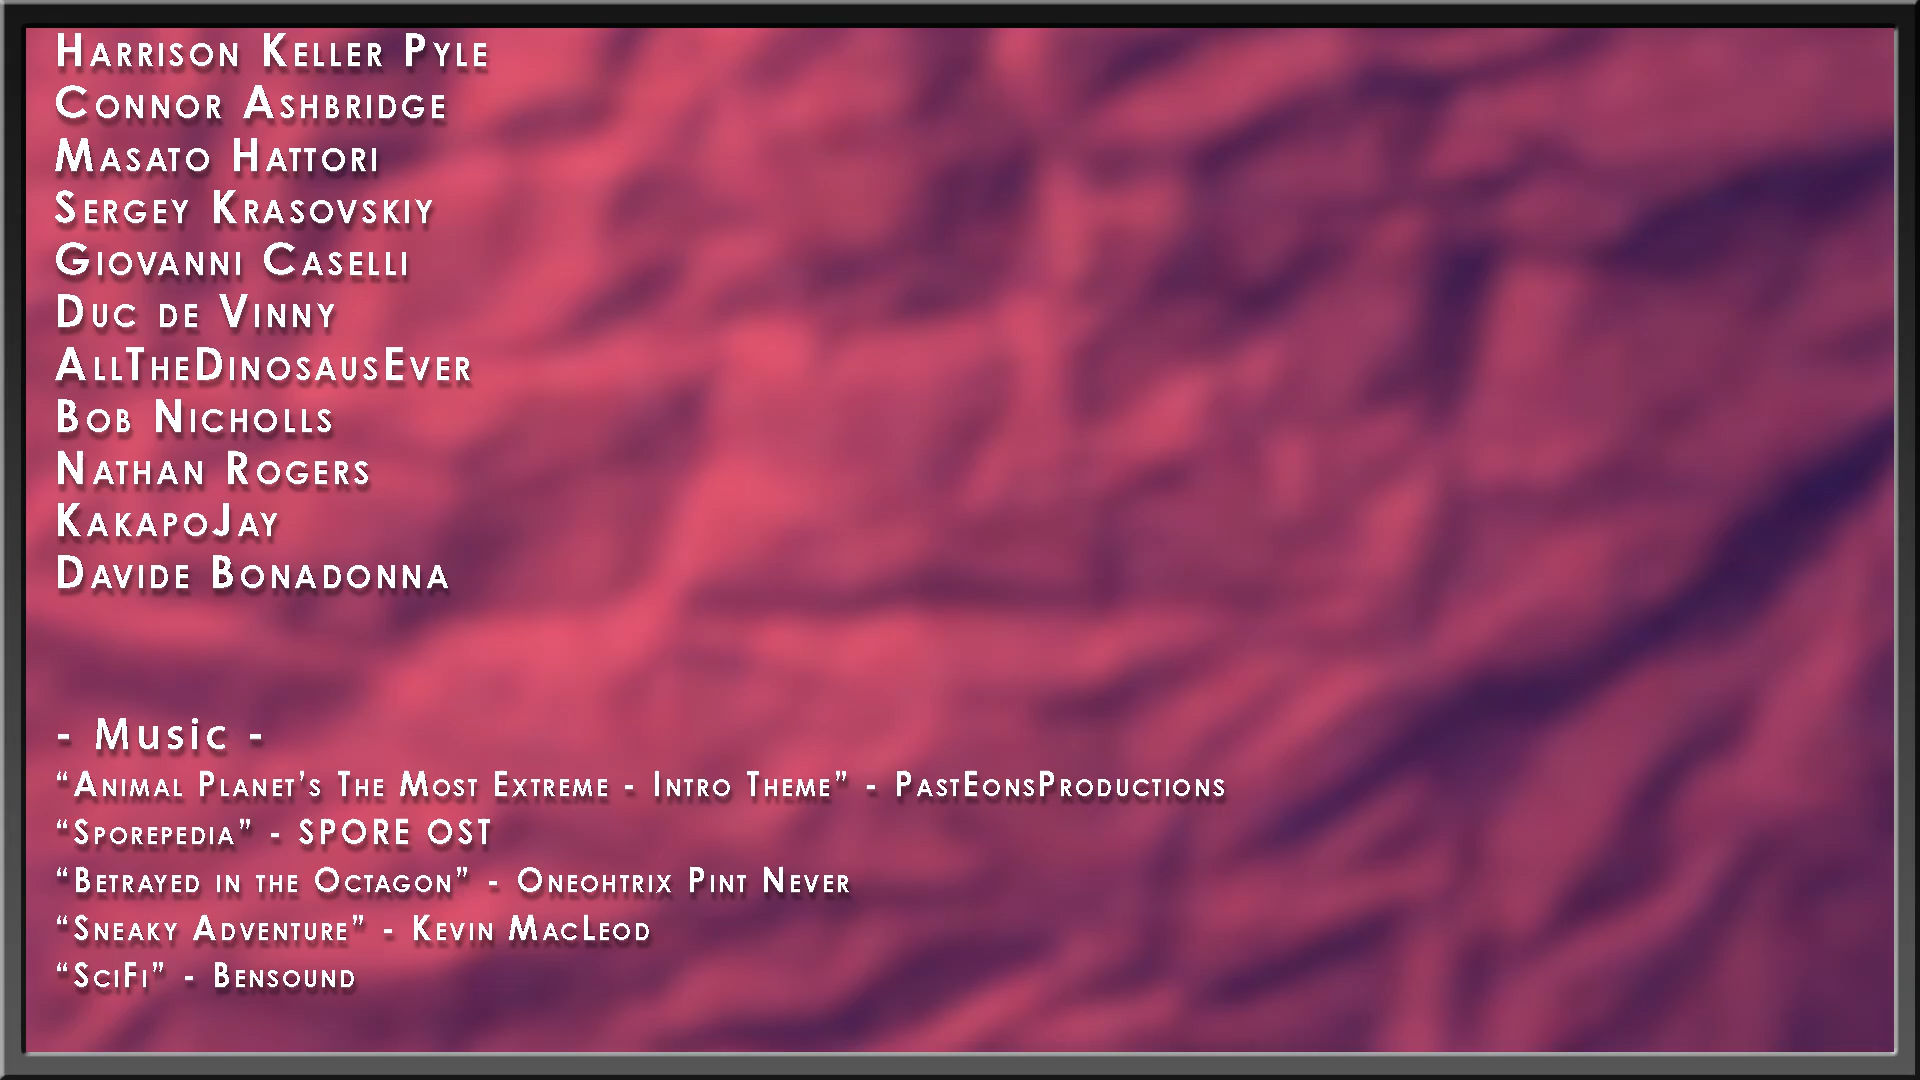 Harrison Keller Pyle
Connor Ashbridge
Masato Hattori
Sergey Krasovskiy
Giovanni Caselli
Duc de Vinny
AllTheDinosausEver
Bob Nicholls
Nathan Rogers
KakapoJay
Davide Bonadonna
- Music -
“Animal Planet’s The Most Extreme - Intro Theme” - PastEonsProductions
“Sporepedia” - SPORE OST
“Betrayed in the Octagon” - Oneohtrix Pint Never
“Sneaky Adventure” - Kevin MacLeod
“SciFi” - Bensound